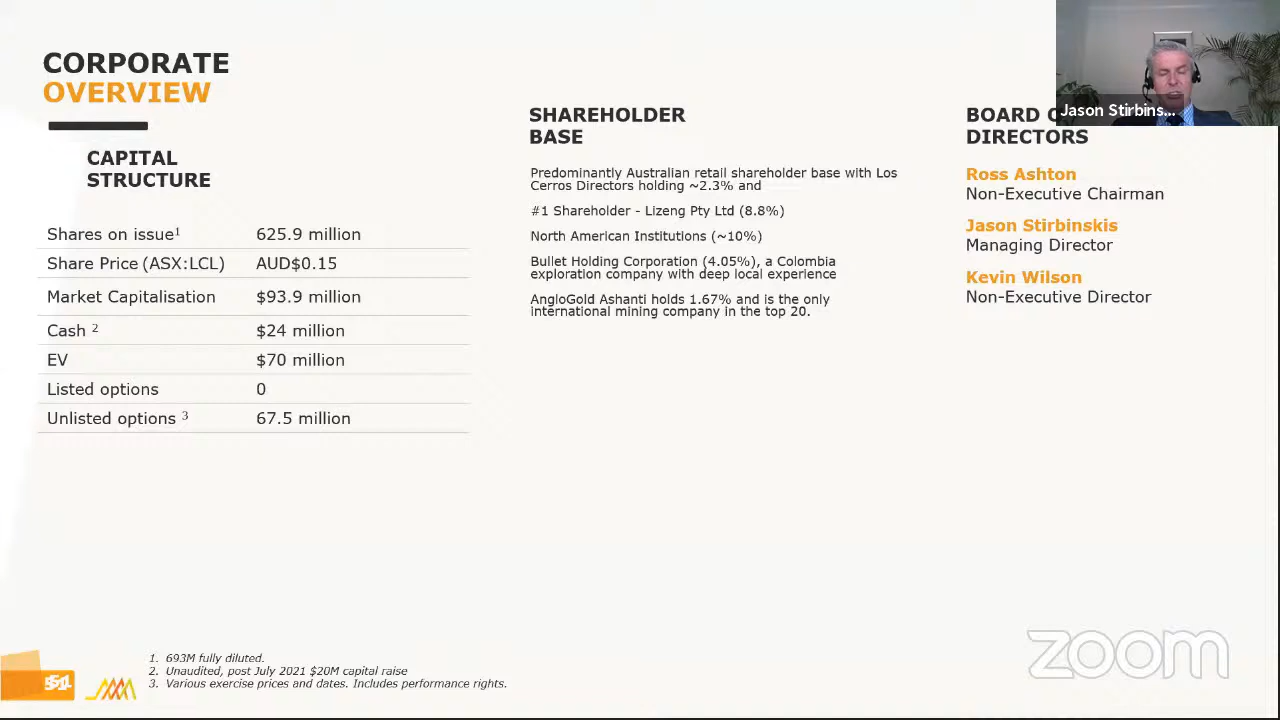 CORPORATE
OVERVIEW
CAPITAL
STRUCTURE
Shares on issue1 625.9 million
Share Price (ASX:LCL) AUD$0.15
Market Capitalisation $93.9 million
Cash 2 $24 million
EV $70 million
Listed options 0
Unlisted options 3 67.5 million
SHAREHOLDER
BASE
Predominantly Australian retail shareholder base with Los
Cerros Directors holding ~2.3% and
#1 Shareholder - Lizeng Pty Ltd (8.8%)
North American Institutions (~10%)
Bullet Holding Corporation (4.05%), a Colombia
exploration company with deep local experience
AngloGold Ashanti holds 1.67% and is the only
international mining company in the top 20.
Jason Stirbins...
BOARD O
DIRECTORS
Ross Ashton
Non-Executive Chairman
Jason Stirbinskis
Managing Director
Kevin Wilson
Non-Executive Director
1. 693M fully diluted.
2. Unaudited, post July 2021 $20M capital raise
3. Various exercise prices and dates. Includes performance rights.
zoom